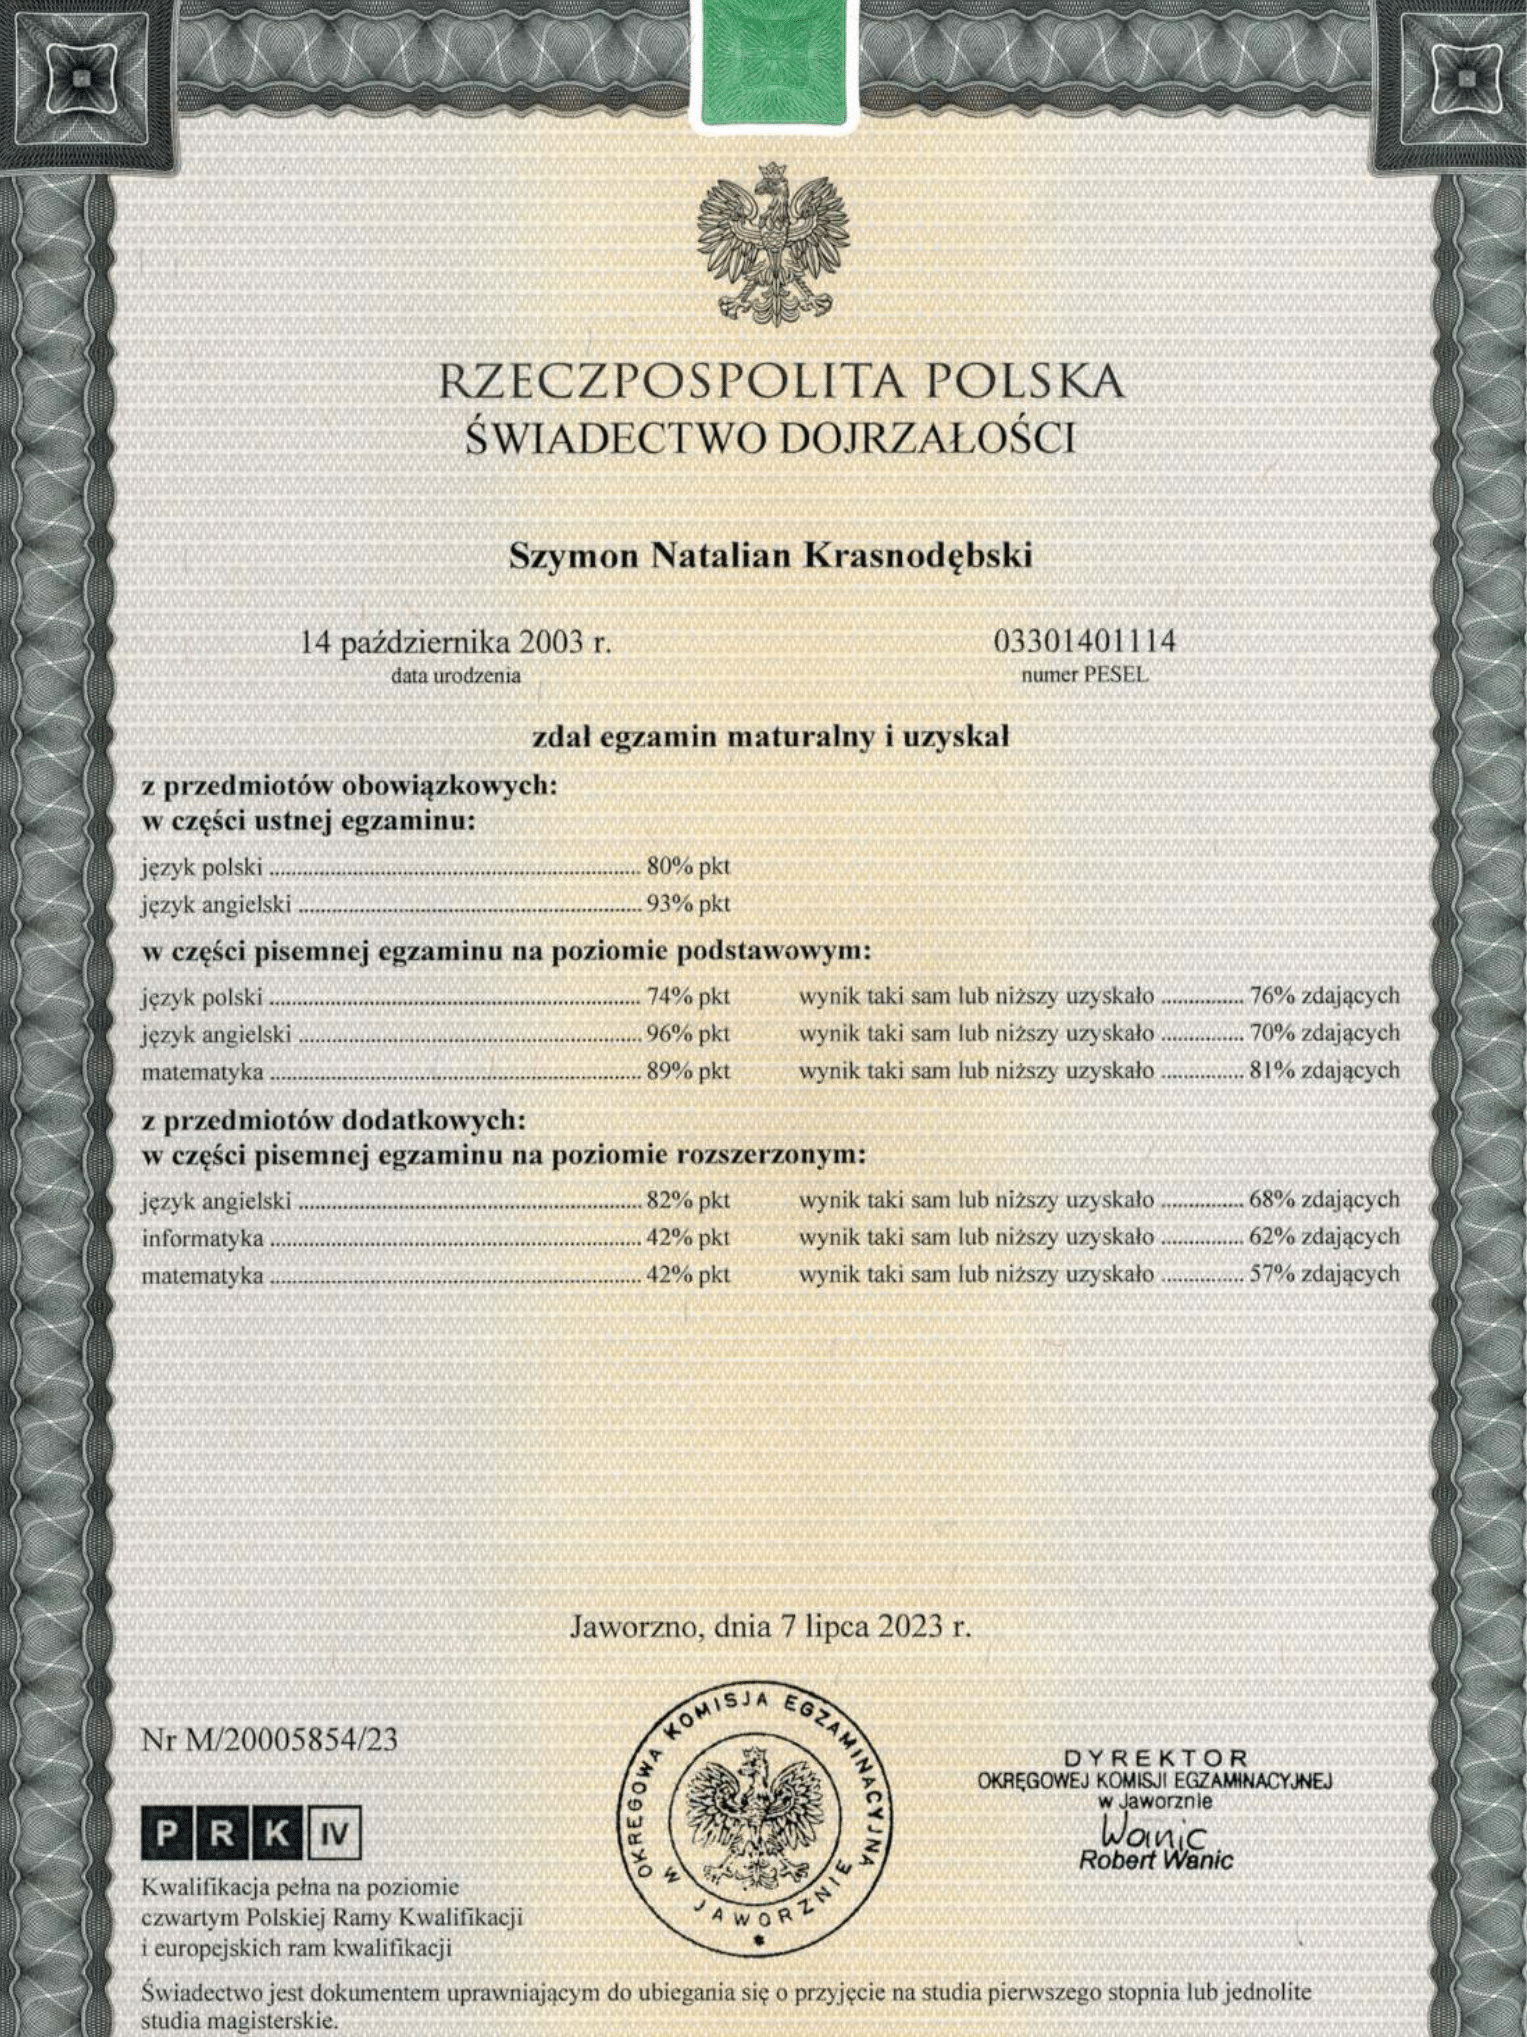 RZECZPOSPOLITA POLSKA
ŚWIADECTWO DOJRZAŁOŚCI
Szymon Natalian Krasnodębski
14 października 2003 r. 03301401114
data urodzenia numer PESEL
zdał egzamin maturalny i uzyskał
z przedmiotów obowiązkowych:
w części ustnej egzaminu:
język polski ........ 80% pkt
język angielski ........ 93% pkt
w części pisemnej egzaminu na poziomie podstawowym:
język polski ........ 74% pkt wynik taki sam lub niższy uzyskało ........ 76% zdających
język angielski ........ 96% pkt wynik taki sam lub niższy uzyskało ........ 70% zdających
matematyka ........ 89% pkt wynik taki sam lub niższy uzyskało ........ 81% zdających
z przedmiotów dodatkowych:
w części pisemnej egzaminu na poziomie rozszerzonym:
język angielski ........ 82% pkt wynik taki sam lub niższy uzyskało ........ 68% zdających
informatyka ........ 42% pkt wynik taki sam lub niższy uzyskało ........ 62% zdających
matematyka ........ 42% pkt wynik taki sam lub niższy uzyskało ........ 57% zdających
Jaworzno, dnia 7 lipca 2023 r.
Nr M/20005854/23
PRK IV
Kwalifikacja pełna na poziomie
czwartym Polskiej Ramy Kwalifikacji
i europejskich ram kwalifikacji
OKRĘGOWA KOMISJA EGZAMINACYJNA
W JAWORZNIE
DYREKTOR
OKRĘGOWEJ KOMISJI EGZAMINACYJNEJ
w Jaworznie
Wanic
Robert Wanic
Świadectwo jest dokumentem uprawniającym do ubiegania się o przyjęcie na studia pierwszego stopnia lub jednolite
studia magisterskie.